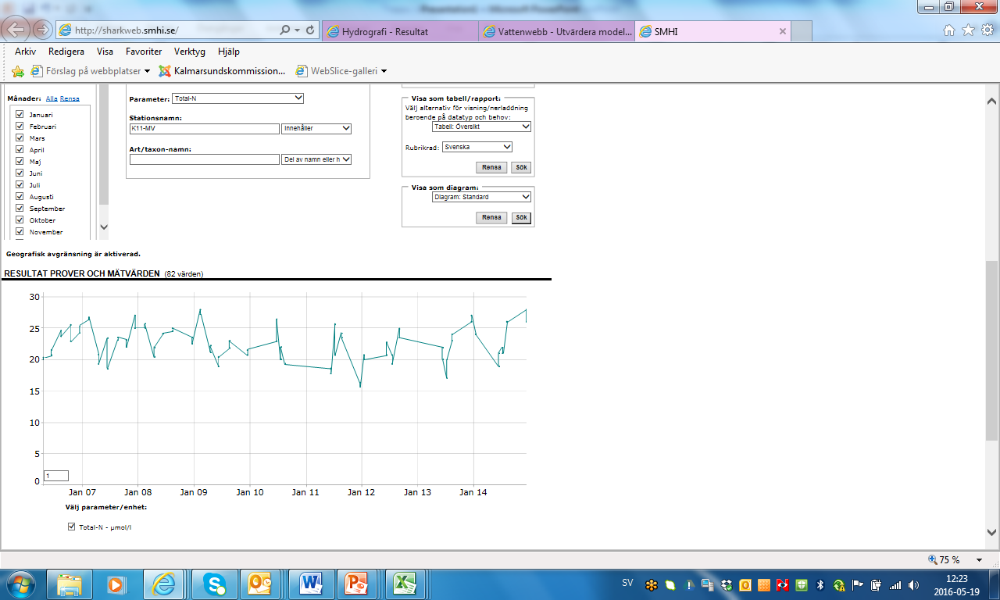 http://sharkweb.smhi.se/
Hydrografi - Resultat
Vattenwebb - Utvärdera model...
SMHI
Arkiv Redigera Visa Favoriter Verktyg Hjälp
Förslag på webbplatser
Kalmarsundskommission...
WebSlice-galleri
Månader: Alla Rensa
Januari
Februari
Mars
April
Maj
Juni
Juli
Augusti
September
Oktober
November
Parameter: Total-N
Stationsnamn:
K11-MV Innehåller
Art/taxon-namn:
Del av namn eller h
Visa som tabell/rapport:
Välj alternativ för visning/nerladdning
beroende på datatyp och behov:
Tabell: Översikt
Rubrikrad: Svenska
Rensa Sök
Visa som diagram:
Diagram: Standard
Rensa Sök
Geografisk avgränsning är aktiverad.
RESULTAT PROVER OCH MÄTVÄRDEN (82 värden)
30
25
20
15
10
5
0
1
Jan 07 Jan 08 Jan 09 Jan 10 Jan 11 Jan 12 Jan 13 Jan 14
Välj parameter/enhet:
Total-N - µmol/l
75 %
SV
12:23
2016-05-19